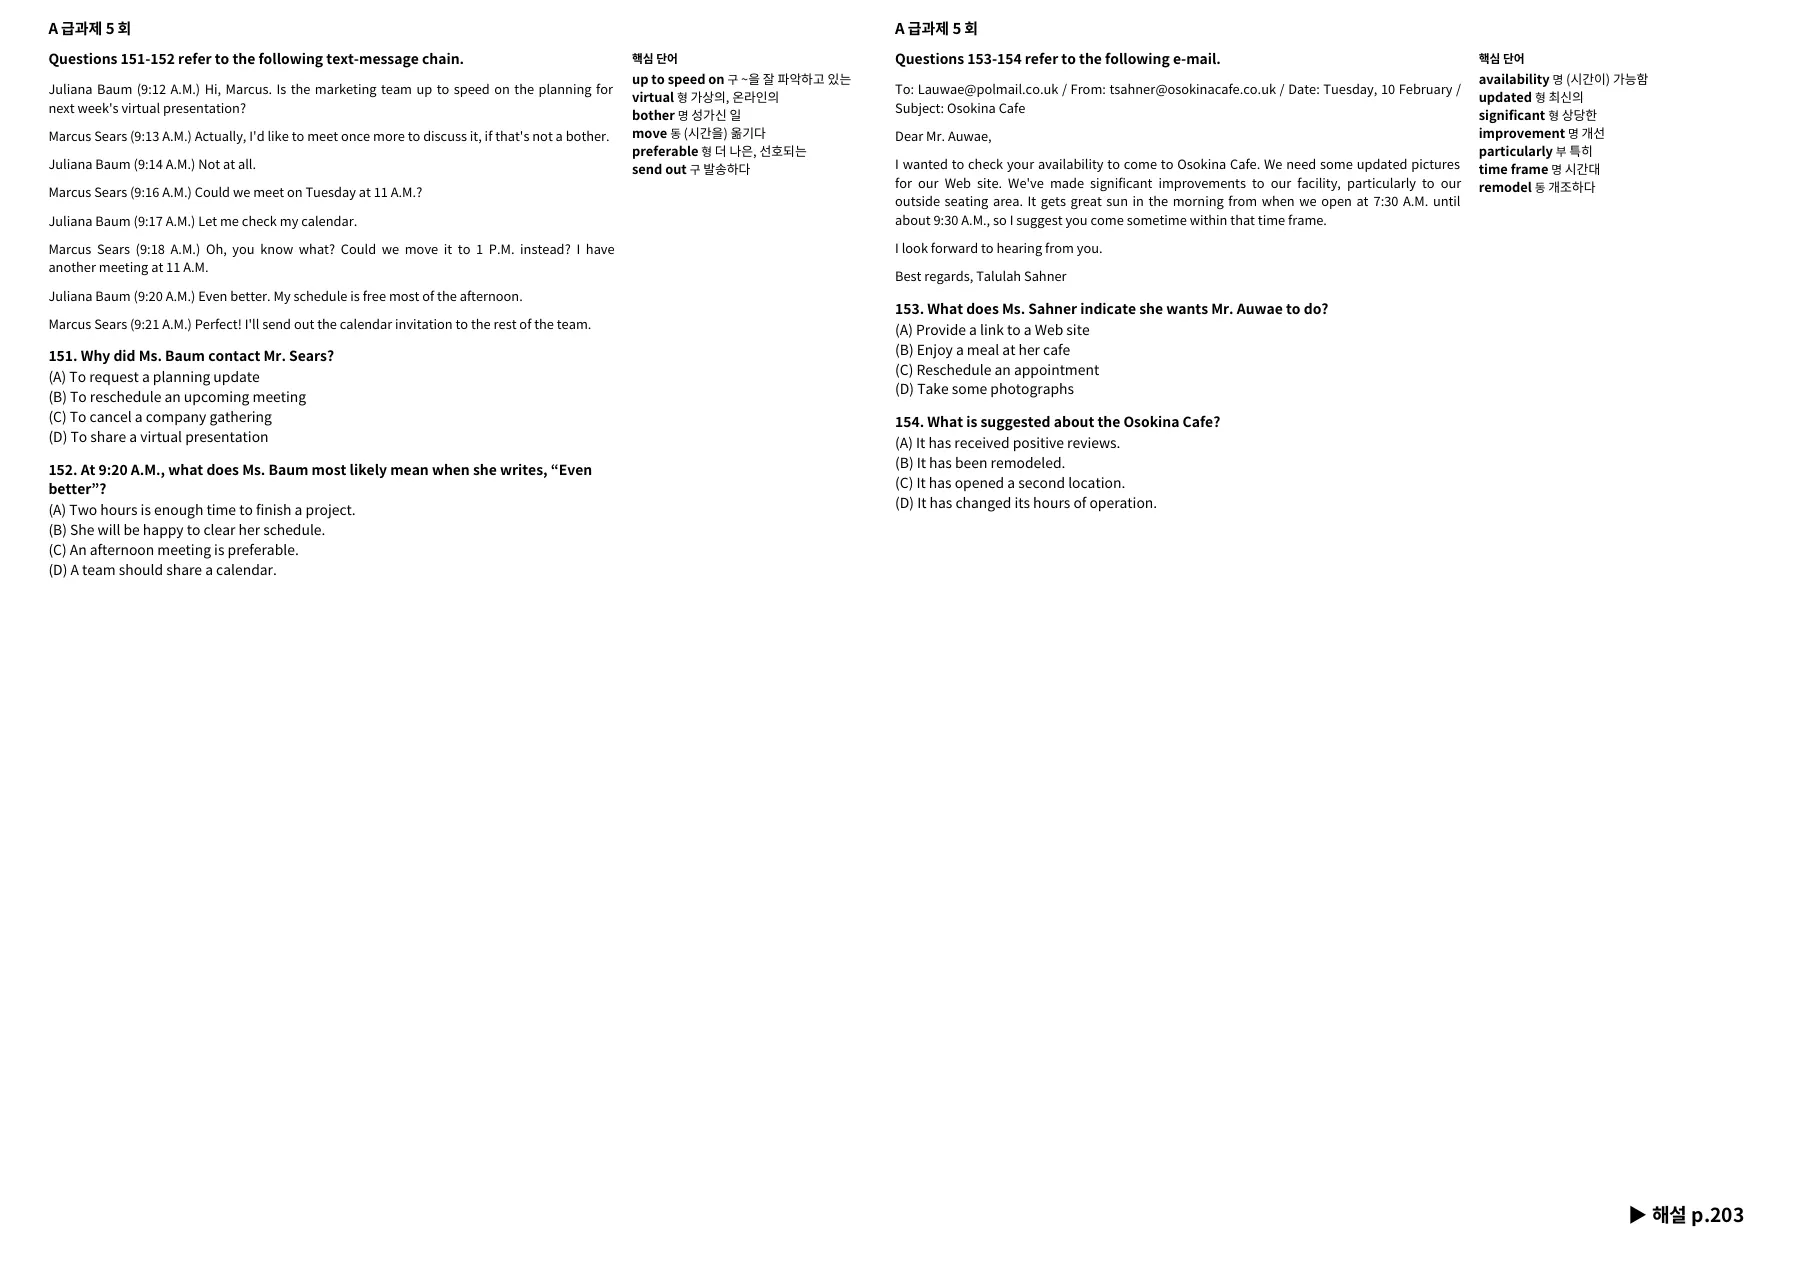 A 급과제 5 회
Questions 151-152 refer to the following text-message chain.
Juliana Baum (9:12 A.M.) Hi, Marcus. Is the marketing team up to speed on the planning for
next week's virtual presentation?
Marcus Sears (9:13 A.M.) Actually, I'd like to meet once more to discuss it, if that's not a bother.
Juliana Baum (9:14 A.M.) Not at all.
Marcus Sears (9:16 A.M.) Could we meet on Tuesday at 11 A.M.?
Juliana Baum (9:17 A.M.) Let me check my calendar.
Marcus Sears (9:18 A.M.) Oh, you know what? Could we move it to 1 P.M. instead? I have
another meeting at 11 A.M.
Juliana Baum (9:20 A.M.) Even better. My schedule is free most of the afternoon.
Marcus Sears (9:21 A.M.) Perfect! I'll send out the calendar invitation to the rest of the team.
151. Why did Ms. Baum contact Mr. Sears?
(A) To request a planning update
(B) To reschedule an upcoming meeting
(C) To cancel a company gathering
(D) To share a virtual presentation
152. At 9:20 A.M., what does Ms. Baum most likely mean when she writes, “Even
better”?
(A) Two hours is enough time to finish a project.
(B) She will be happy to clear her schedule.
(C) An afternoon meeting is preferable.
(D) A team should share a calendar.
핵심 단어
up to speed on 구 ~을 잘 파악하고 있는
virtual 형 가상의, 온라인의
bother 명 성가신 일
move 동 (시간을) 옮기다
preferable 형 더 나은, 선호되는
send out 구 발송하다
A 급과제 5 회
Questions 153-154 refer to the following e-mail.
To: Lauwae@polmail.co.uk / From: tsahner@osokinacafe.co.uk / Date: Tuesday, 10 February /
Subject: Osokina Cafe
Dear Mr. Auwae,
I wanted to check your availability to come to Osokina Cafe. We need some updated pictures
for our Web site. We've made significant improvements to our facility, particularly to our
outside seating area. It gets great sun in the morning from when we open at 7:30 A.M. until
about 9:30 A.M., so I suggest you come sometime within that time frame.
I look forward to hearing from you.
Best regards, Talulah Sahner
153. What does Ms. Sahner indicate she wants Mr. Auwae to do?
(A) Provide a link to a Web site
(B) Enjoy a meal at her cafe
(C) Reschedule an appointment
(D) Take some photographs
154. What is suggested about the Osokina Cafe?
(A) It has received positive reviews.
(B) It has been remodeled.
(C) It has opened a second location.
(D) It has changed its hours of operation.
핵심 단어
availability 명 (시간이) 가능함
updated 형 최신의
significant 형 상당한
improvement 명 개선
particularly 부 특히
time frame 명 시간대
remodel 동 개조하다
▶ 해설 p.203